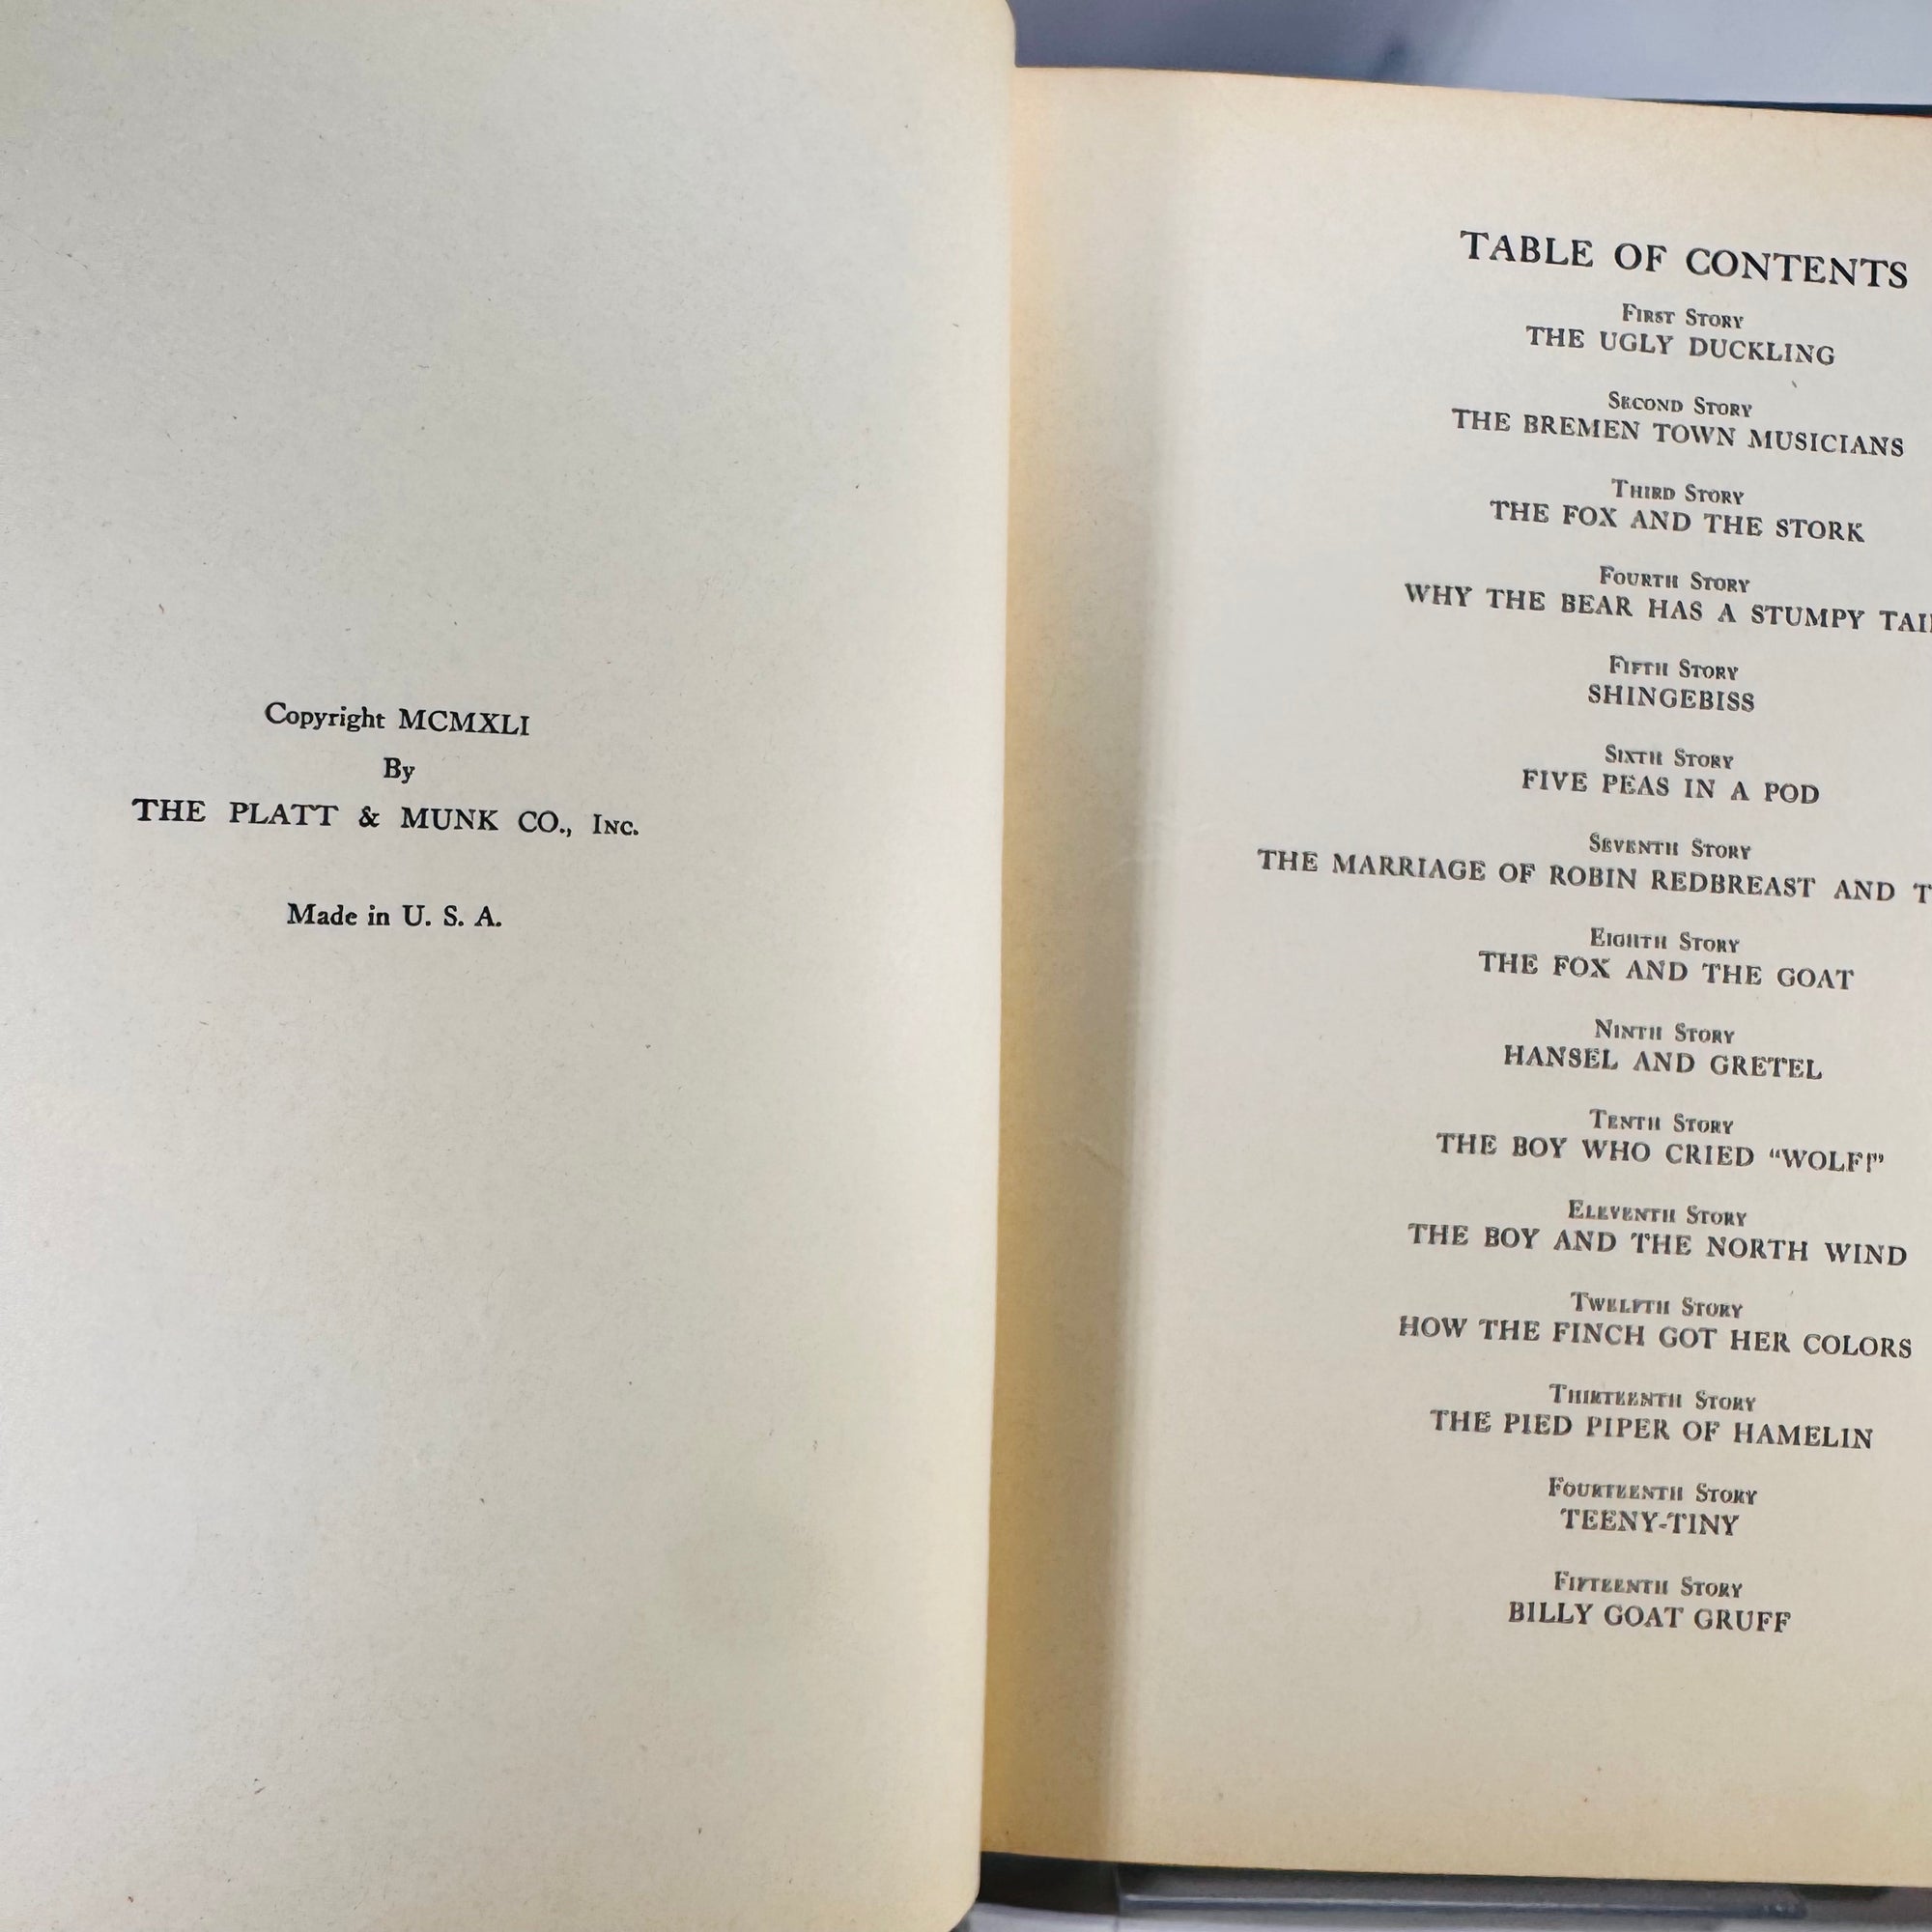 Copyright MCMXLI
By
THE PLATT & MUNK CO., INC.
Made in U. S. A.
TABLE OF CONTENTS
FIRST STORY
THE UGLY DUCKLING
SECOND STORY
THE BREMEN TOWN MUSICIANS
THIRD STORY
THE FOX AND THE STORK
FOURTH STORY
WHY THE BEAR HAS A STUMPY
FIFTH STORY
SHINGEBISS
SIXTH STORY
FIVE PEAS IN A POD
SEVENTH STORY
THE MARRIAGE OF ROBIN REDBREAST AND
EIGHTH STORY
THE FOX AND THE GOAT
NINTH STORY
HANSEL AND GRETEL
TENTH STORY
THE BOY WHO CRIED “WOLF!”
ELEVENTH STORY
THE BOY AND THE NORTH WIND
TWELFTH STORY
HOW THE FINCH GOT HER COLORS
THIRTEENTH STORY
THE PIED PIPER OF HAMELIN
FOURTEENTH STORY
TEENY-TINY
FIFTEENTH STORY
BILLY GOAT GRUFF